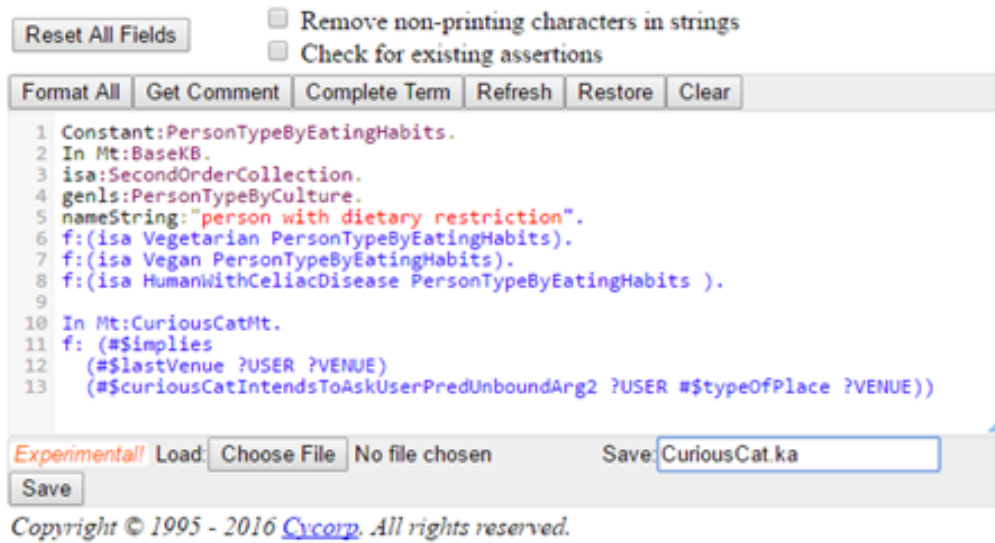 Reset All Fields
Remove non-printing characters in strings
Check for existing assertions
Format All Get Comment Complete Term Refresh Restore Clear
1 Constant:PersonTypeByEatingHabits.
2 In Mt:BaseKB.
3 isa:SecondOrderCollection.
4 genls:PersonTypeByCulture.
5 nameString:"person with dietary restriction".
6 f:(isa Vegetarian PersonTypeByEatingHabits).
7 f:(isa Vegan PersonTypeByEatingHabits).
8 f:(isa HumanWithCeliacDisease PersonTypeByEatingHabits ).
9
10 In Mt:CuriousCatMt.
11 f: (#$implies
12 (#$lastVenue ?USER ?VENUE)
13 (#$curiousCatIntendsToAskUserPredUnboundArg2 ?USER #$typeOfPlace ?VENUE))
Experimental! Load: Choose File No file chosen Save: CuriousCat.ka
Save
Copyright © 1995 - 2016 Cycorp. All rights reserved.